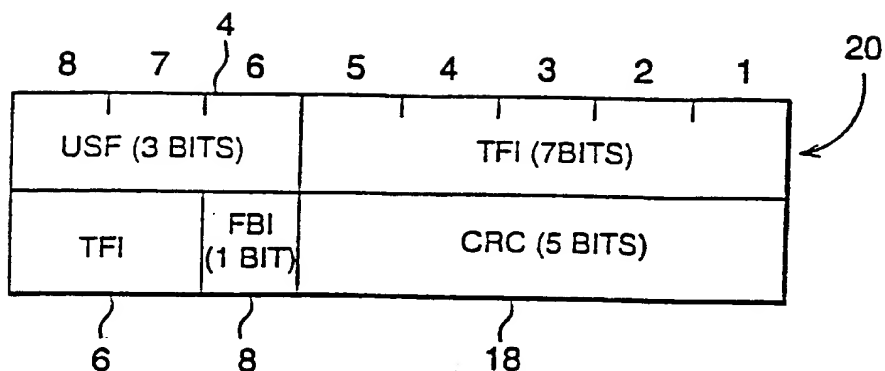 4
8 7 6 5 4 3 2 1
20
USF (3 BITS) TFI (7BITS)
TFI FBI (1 BIT) CRC (5 BITS)
6 8 18